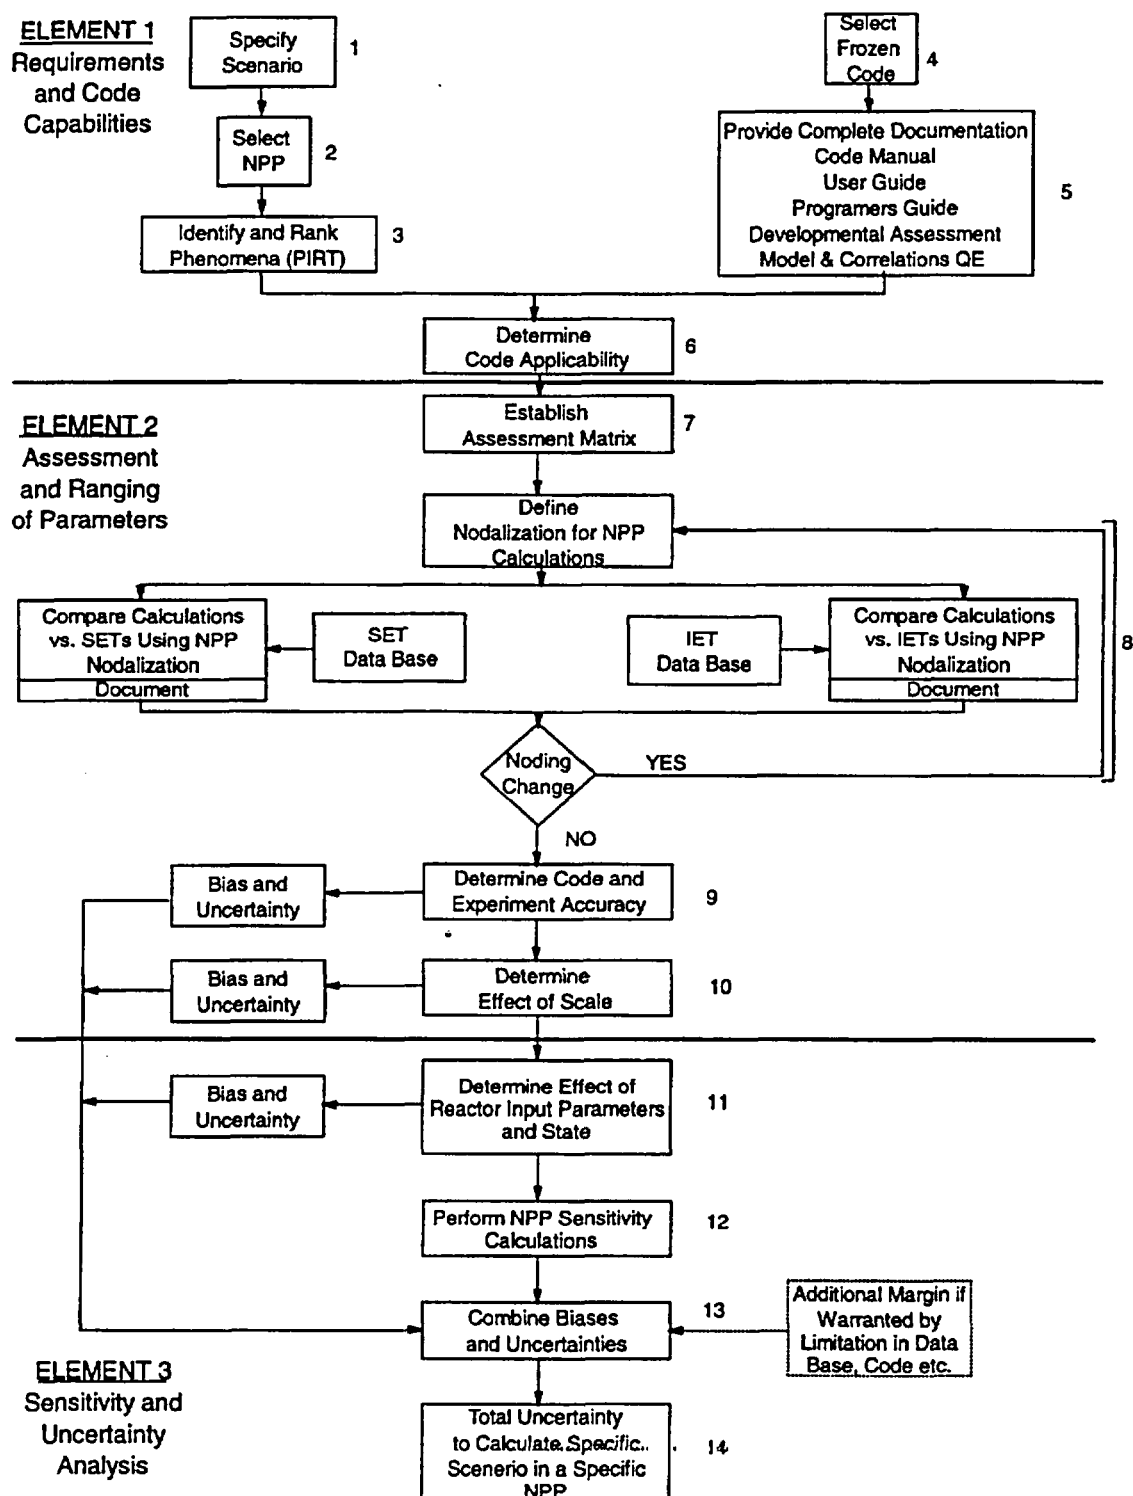 ELEMENT 1
Requirements
and Code
Capabilities
Specify
Scenario
1
Select
NPP
2
Identify and Rank
Phenomena (PIRT)
3
Select
Frozen
Code
4
Provide Complete Documentation
Code Manual
User Guide
Programers Guide
Developmental Assessment
Model & Correlations QE
5
Determine
Code Applicability
6
ELEMENT 2
Assessment
and Ranging
of Parameters
Establish
Assessment Matrix
7
Define
Nodalization for NPP
Calculations
Compare Calculations
vs. SETs Using NPP
Nodalization
Document
SET
Data Base
IET
Data Base
Compare Calculations
vs. IETs Using NPP
Nodalization
Document
8
Noding
Change
YES
NO
Bias and
Uncertainty
Determine Code and
Experiment Accuracy
9
Bias and
Uncertainty
Determine
Effect of Scale
10
Bias and
Uncertainty
Determine Effect of
Reactor Input Parameters
and State
11
Perform NPP Sensitivity
Calculations
12
Combine Biases
and Uncertainties
13
Additional Margin if
Warranted by
Limitation in Data
Base, Code etc.
ELEMENT 3
Sensitivity and
Uncertainty
Analysis
Total Uncertainty
to Calculate Specific
Scenerio in a Specific
NPP
14